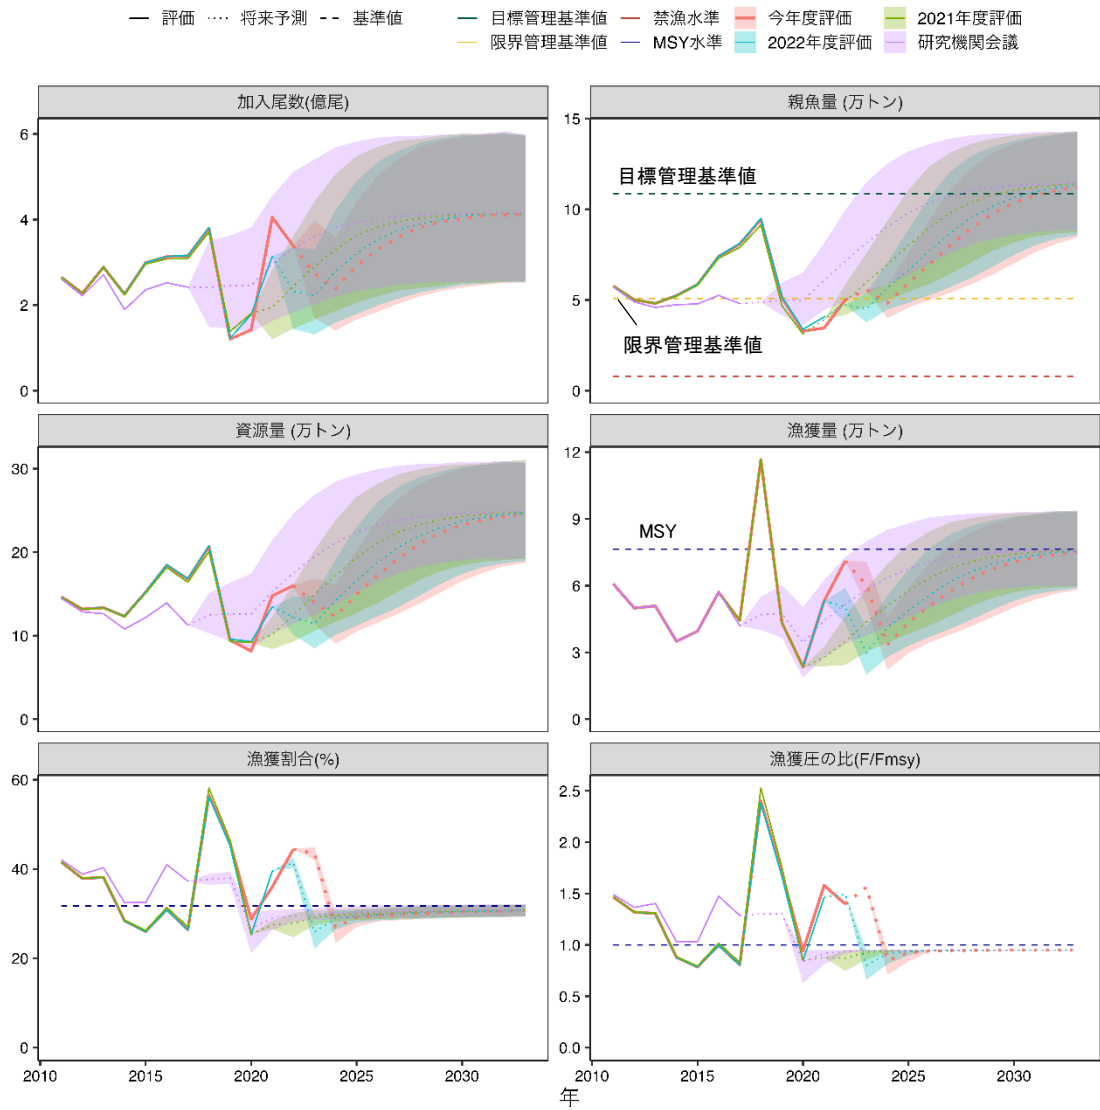 評価 将来予測 基準値 目標管理基準値 禁漁水準 今年度評価 2021年度評価
限界管理基準値 MSY水準 2022年度評価 研究機関会議
加入尾数(億尾)
6
4
2
0
親魚量 (万トン)
15
10
5
0
目標管理基準値
限界管理基準値
資源量 (万トン)
30
20
10
0
漁獲量 (万トン)
12
9
6
3
0
MSY
漁獲割合(%)
60
40
20
0
2010 2015 2020 2025 2030
漁獲圧の比(F/Fmsy)
2.5
2.0
1.5
1.0
0.5
0.0
2010 2015 2020 2025 2030
年